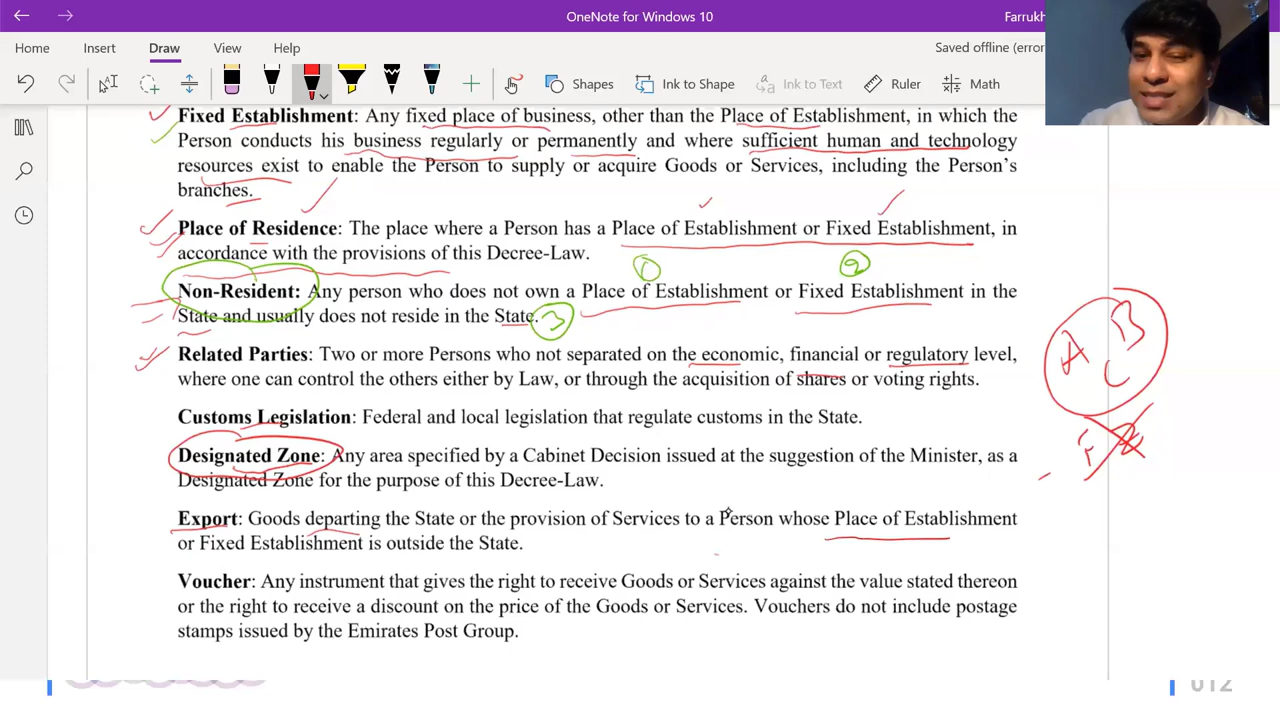 OneNote for Windows 10
Farrukh
Home Insert Draw View Help
Saved offline (error
Shapes Ink to Shape Ink to Text Ruler Math
Fixed Establishment: Any fixed place of business, other than the Place of Establishment, in which the
Person conducts his business regularly or permanently and where sufficient human and technology
resources exist to enable the Person to supply or acquire Goods or Services, including the Person's
branches.
Place of Residence: The place where a Person has a Place of Establishment or Fixed Establishment, in
accordance with the provisions of this Decree-Law.
1 2
Non-Resident: Any person who does not own a Place of Establishment or Fixed Establishment in the
State and usually does not reside in the State. 3
Related Parties: Two or more Persons who not separated on the economic, financial or regulatory level,
where one can control the others either by Law, or through the acquisition of shares or voting rights.
A B
C
Customs Legislation: Federal and local legislation that regulate customs in the State.
Designated Zone: Any area specified by a Cabinet Decision issued at the suggestion of the Minister, as a
Designated Zone for the purpose of this Decree-Law.
Export: Goods departing the State or the provision of Services to a Person whose Place of Establishment
or Fixed Establishment is outside the State.
Voucher: Any instrument that gives the right to receive Goods or Services against the value stated thereon
or the right to receive a discount on the price of the Goods or Services. Vouchers do not include postage
stamps issued by the Emirates Post Group.
012